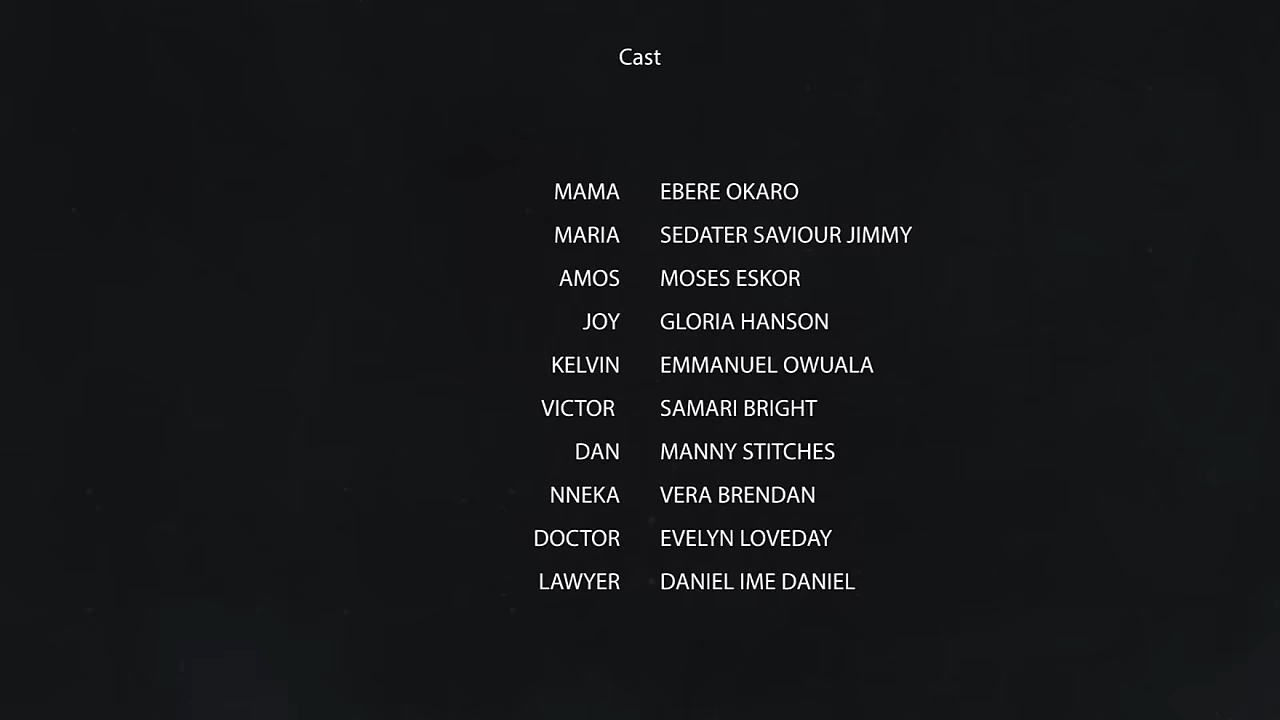 Cast
MAMA EBERE OKARO
MARIA SEDATER SAVIOUR JIMMY
AMOS MOSES ESKOR
JOY GLORIA HANSON
KELVIN EMMANUEL OWUALA
VICTOR SAMARI BRIGHT
DAN MANNY STITCHES
NNEKA VERA BRENDAN
DOCTOR EVELYN LOVEDAY
LAWYER DANIEL IME DANIEL